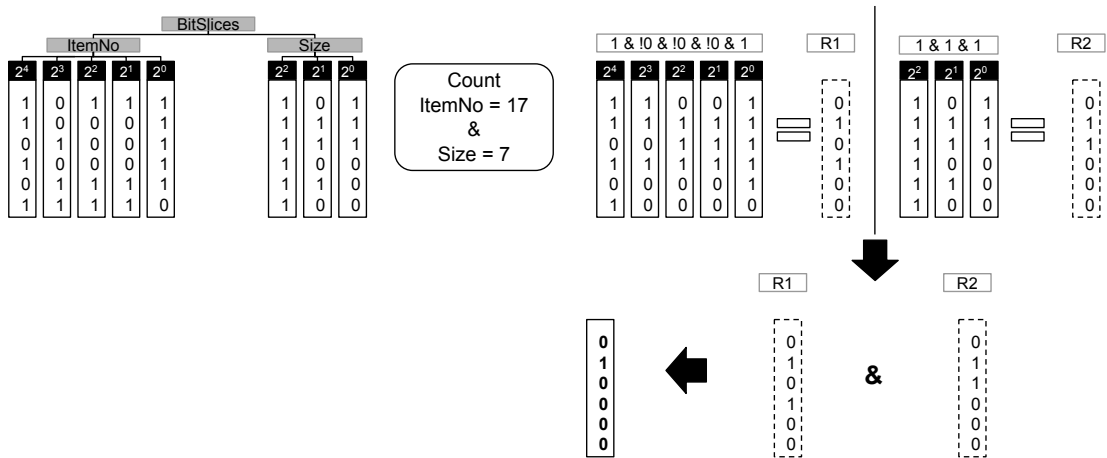 BitSlices
ItemNo Size
2⁴ 2³ 2² 2¹ 2⁰ 2² 2¹ 2⁰
1 0 1 1 1 1 0 1
1 0 0 0 1 1 1 1
0 1 0 0 1 1 1 1
1 0 0 0 1 1 0 0
0 1 1 1 1 1 1 0
1 1 1 1 0 1 0 0
Count
ItemNo = 17
&
Size = 7
1 & !0 & !0 & !0 & 1 R1 1 & 1 & 1 R2
2⁴ 2³ 2² 2¹ 2⁰ 2² 2¹ 2⁰
1 1 0 0 1 0 1 0 1 0
1 1 1 1 1 1 1 1 1 1
0 0 1 1 1 0 1 1 1 1
1 1 1 1 1 1 1 0 0 0
0 0 0 0 1 0 1 1 0 0
1 0 0 0 0 0 1 0 0 0
R1 R2
0 0 0
1 1 1
0 0 & 1
0 1 0
0 0 0
0 0 0